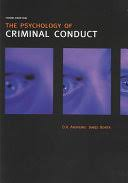 THIRD EDITION
THE PSYCHOLOGY OF
CRIMINAL CONDUCT
D.A. ANDREWS JAMES BONTA